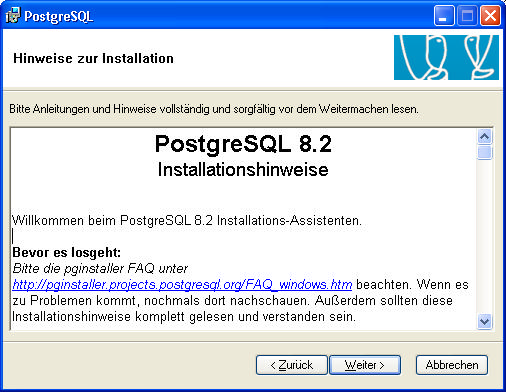 PostgreSQL
Hinweise zur Installation
Bitte Anleitungen und Hinweise vollständig und sorgfältig vor dem Weitermachen lesen.
PostgreSQL 8.2
Installationshinweise
Willkommen beim PostgreSQL 8.2 Installations-Assistenten.
Bevor es losgeht:
Bitte die pginstaller FAQ unter
http://pginstaller.projects.postgresql.org/FAQ_windows.htm beachten. Wenn es
zu Problemen kommt, nochmals dort nachschauen. Außerdem sollten diese
Installationshinweise komplett gelesen und verstanden sein.
< Zurück Weiter > Abbrechen